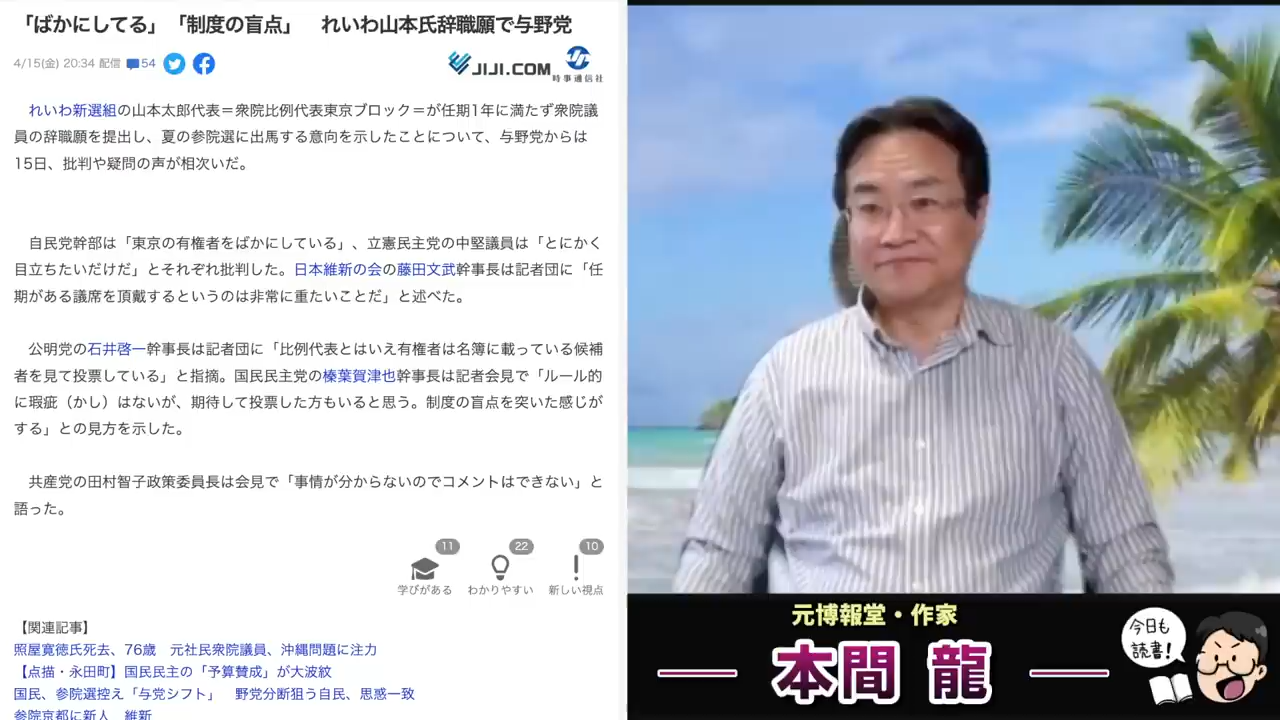 「ばかにしてる」「制度の盲点」　れいわ山本氏辞職願で与野党
4/15(金) 20:34 配信 54
JIJI.COM 時事通信社
れいわ新選組の山本太郎代表＝衆院比例代表東京ブロック＝が任期1年に満たず衆院議
員の辞職願を提出し、夏の参院選に出馬する意向を示したことについて、与野党からは
15日、批判や疑問の声が相次いだ。
自民党幹部は「東京の有権者をばかにしている」、立憲民主党の中堅議員は「とにかく
目立ちたいだけだ」とそれぞれ批判した。日本維新の会の藤田文武幹事長は記者団に「任
期がある議席を頂戴するというのは非常に重たいことだ」と述べた。
公明党の石井啓一幹事長は記者団に「比例代表とはいえ有権者は名簿に載っている候補
者を見て投票している」と指摘。国民民主党の榛葉賀津也幹事長は記者会見で「ルール的
に瑕疵（かし）はないが、期待して投票した方もいると思う。制度の盲点を突いた感じが
する」との見方を示した。
共産党の田村智子政策委員長は会見で「事情が分からないのでコメントはできない」と
語った。
11 22 10
学びがある わかりやすい 新しい視点
【関連記事】
照屋寛徳氏死去、76歳　元社民衆院議員、沖縄問題に注力
【点描・永田町】国民民主の「予算賛成」が大波紋
国民、参院選控え「与党シフト」　野党分断狙う自民、思惑一致
参院京都に新人　維新
元博報堂・作家
本間 龍
今日も
読書！